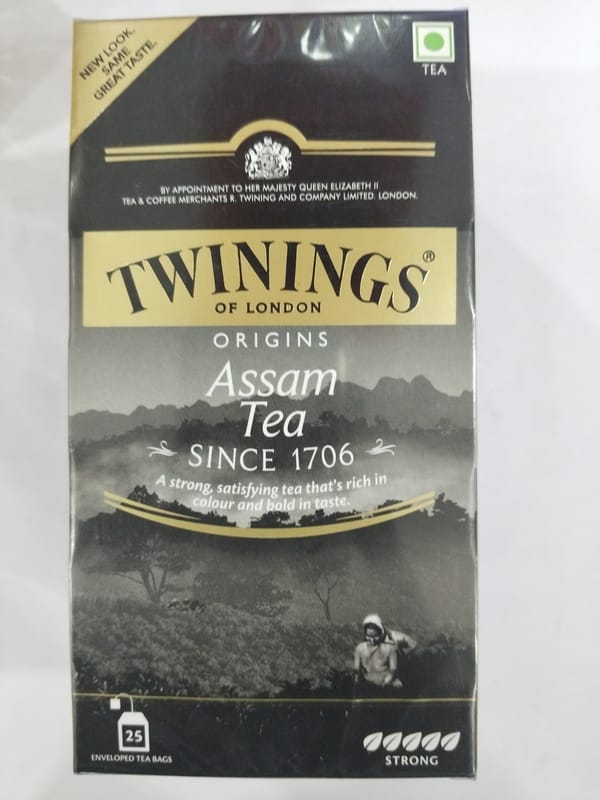 NEW LOOK.
SAME
GREAT TASTE.
TEA
BY APPOINTMENT TO HER MAJESTY QUEEN ELIZABETH II
TEA & COFFEE MERCHANTS R. TWINING AND COMPANY LIMITED. LONDON.
TWININGS®
OF LONDON
ORIGINS
Assam
Tea
SINCE 1706
A strong, satisfying tea that's rich in
colour and bold in taste.
25
ENVELOPED TEA BAGS
STRONG